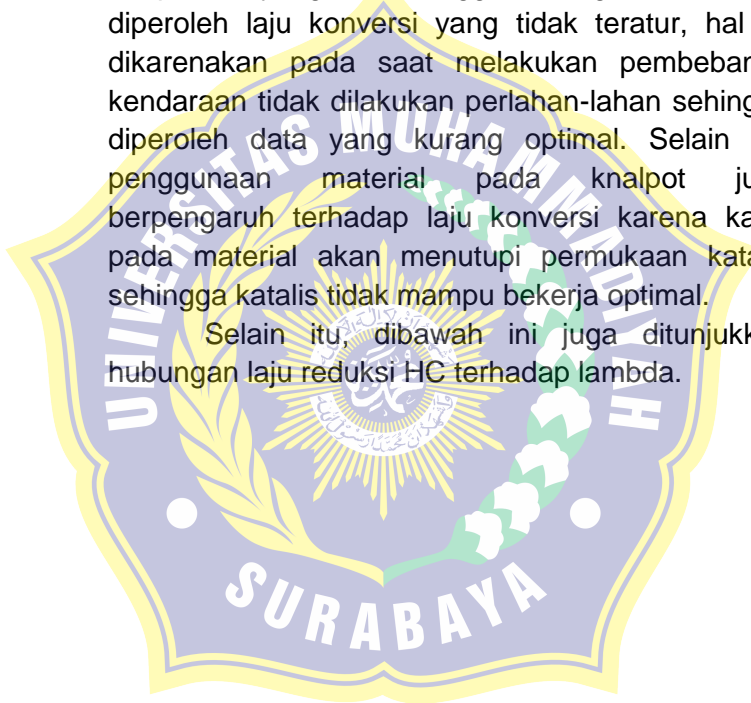 diperoleh laju konversi yang tidak teratur, hal
dikarenakan pada saat melakukan pembebar
kendaraan tidak dilakukan perlahan-lahan sehing
diperoleh data yang kurang optimal. Selain
penggunaan material pada knalpot ju
berpengaruh terhadap laju konversi karena ka
pada material akan menutupi permukaan kata
sehingga katalis tidak mampu bekerja optimal.
Selain itu, dibawah ini juga ditunjukk
hubungan laju reduksi HC terhadap lambda.
UNIVERSITAS MUHAMMADIYAH
SURABAYA